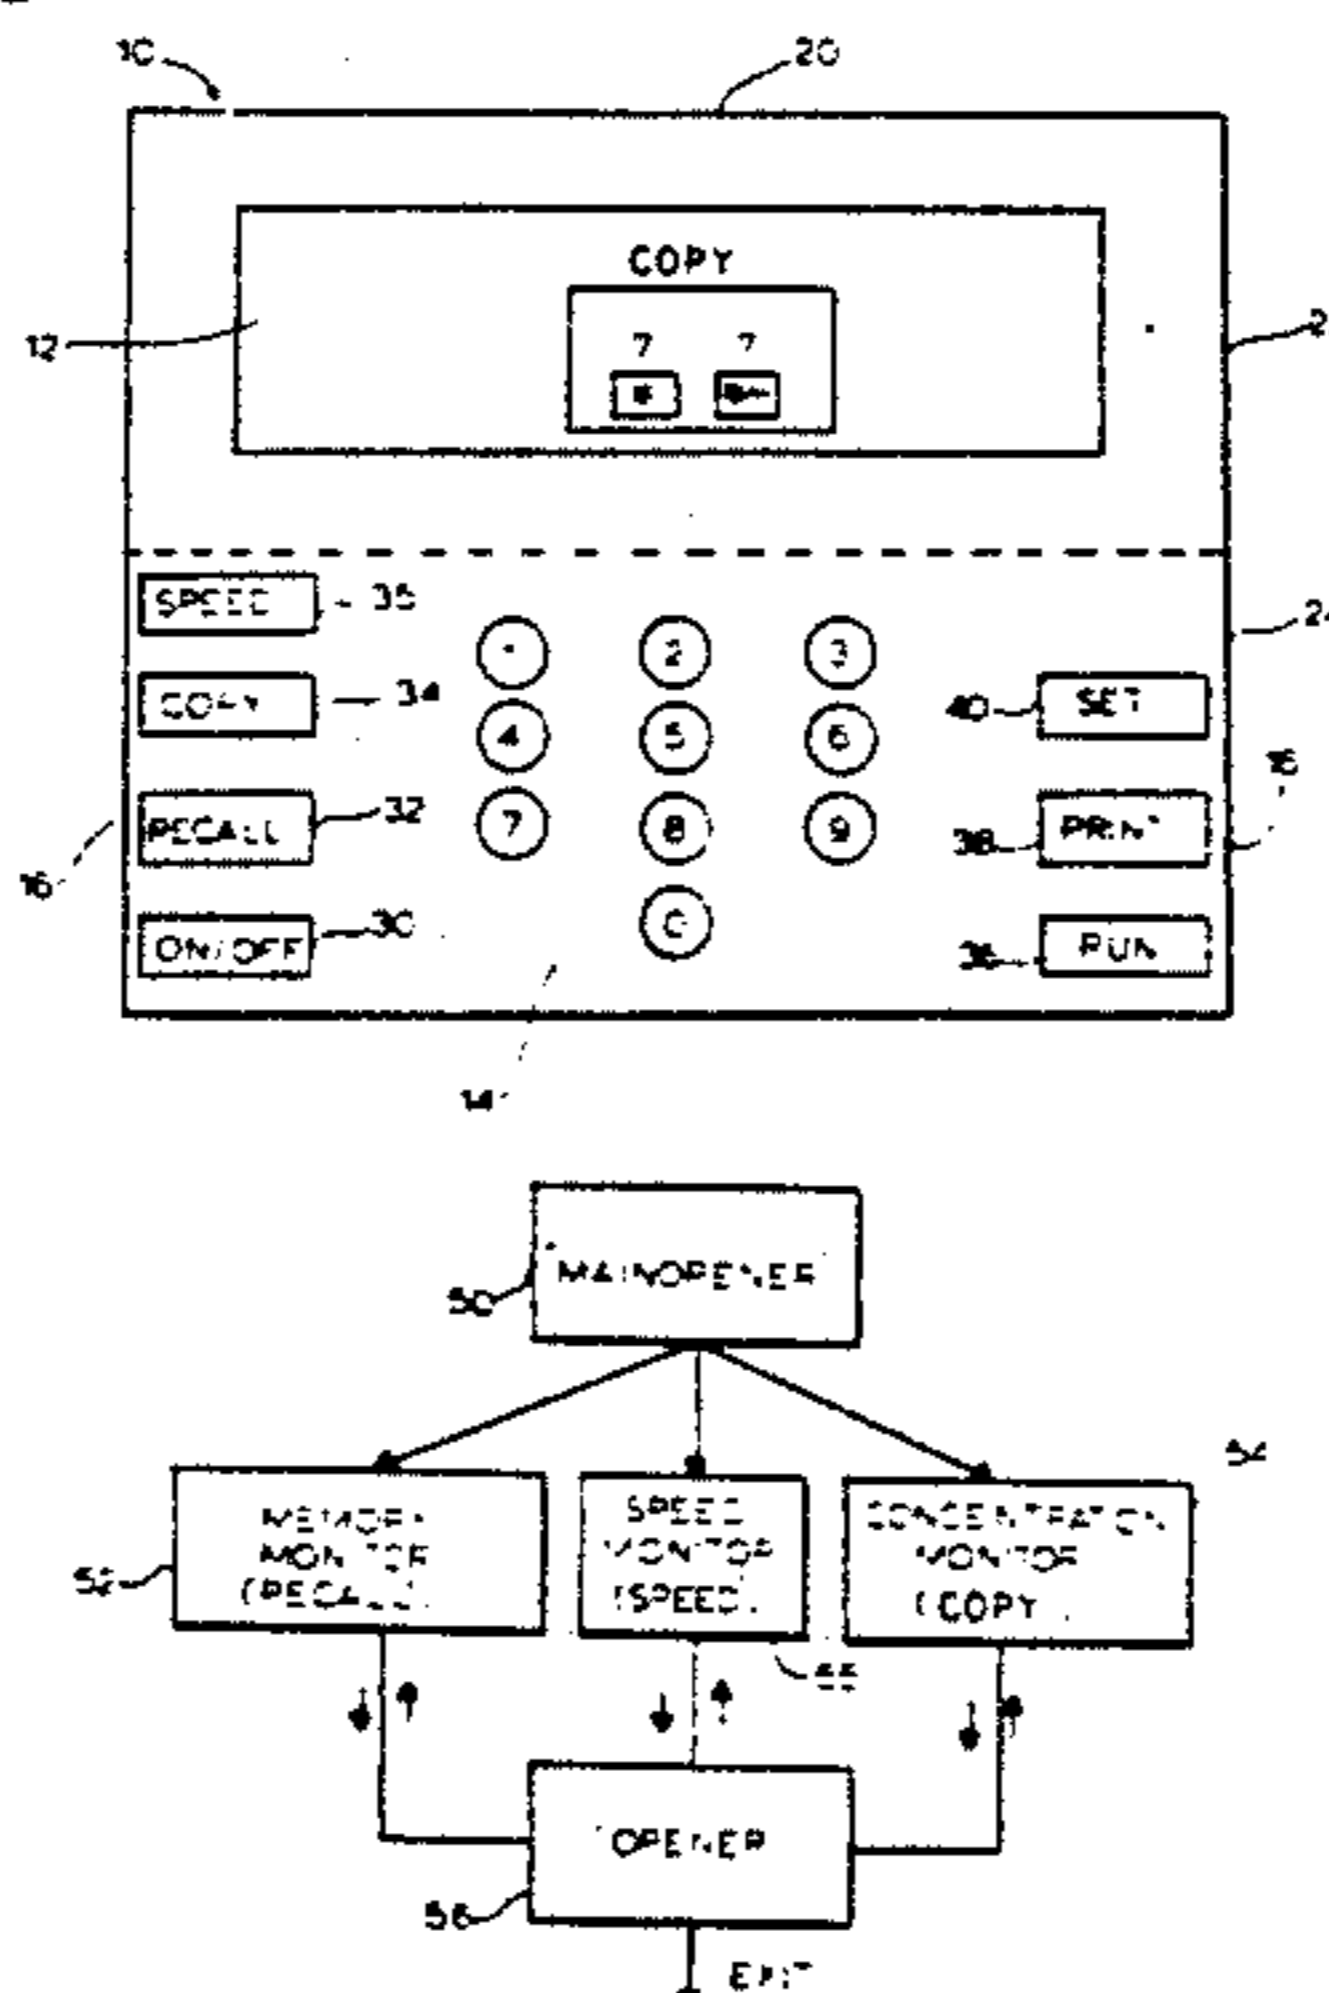 10
20
COPY
12
7 7
SPEED
35
1 2 3
COPY
34
40
SET
4 5 6
RECALL
32
7 8 9
38
PRINT
16
ON/OFF
30
RUN
14
MAINOPENER
50
MEMORY
MONITOR
(RECALL)
52
SPEED
MONITOR
(SPEED)
CONCENTRATION
MONITOR
(COPY
54
OPENER
EXIT